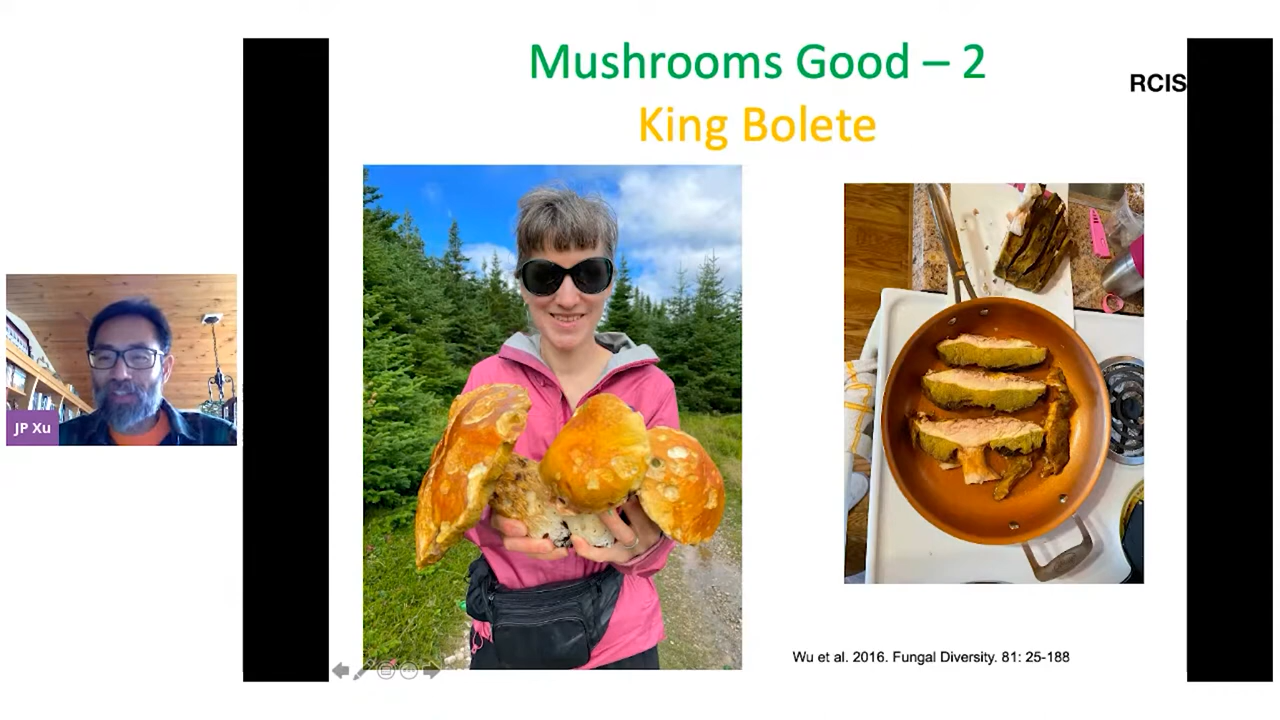 Mushrooms Good – 2
RCIS
King Bolete
JP Xu
Wu et al. 2016. Fungal Diversity. 81: 25-188